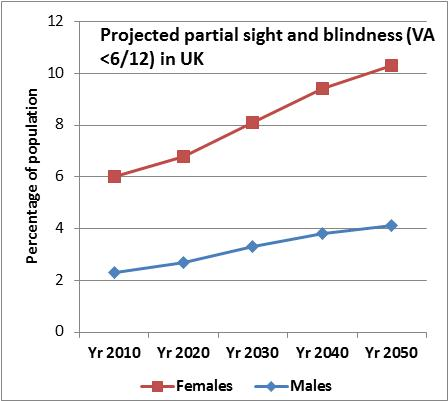 Projected partial sight and blindness (VA
<6/12) in UK
Percentage of population
12
10
8
6
4
2
0
Yr 2010 Yr 2020 Yr 2030 Yr 2040 Yr 2050
Females Males